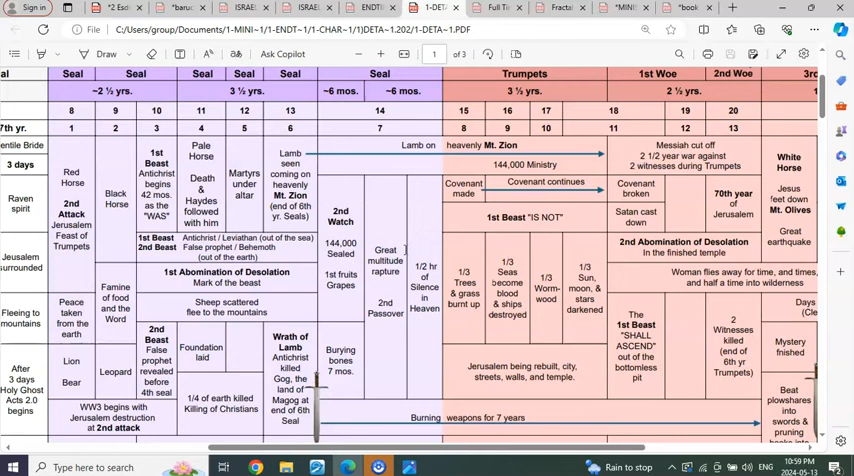 Sign in
*2 Esd
*baruc
ISRAEL
ISRAEL
ENDTI
1-DETA
Full Tir
Fractal
*MINIS
*book
File
C:/Users/group/Documents/1-MINI~1/1-ENDT~1/1-CHAR~1/1)DETA~1.202/1-DETA~1.PDF
Draw
Ask Copilot
1
of 3
al
Seal
Seal
Seal
Seal
Seal
Seal
Trumpets
1st Woe
2nd Woe
3rd
~2 ½ yrs.
3 ½ yrs.
~6 mos.
~6 mos.
3 ½ yrs.
2 ½ yrs.
8
9
10
11
12
13
14
15
16
17
18
19
20
7th yr.
1
2
3
4
5
6
7
8
9
10
11
12
13
entile Bride
3 days
Raven
spirit
Jerusalem
surrounded
Fleeing to
mountains
After
3 days
Holy Ghost
Acts 2.0
begins
Red
Horse
2nd
Attack
Jerusalem
Feast of
Trumpets
Peace
taken
from the
earth
Lion
Bear
Black
Horse
Famine
of food
and the
Word
Leopard
WW3 begins with
Jerusalem destruction
at 2nd attack
1st
Beast
Antichrist
begins
42 mos.
as the
"WAS"
1st Beast
2nd Beast
Antichrist / Leviathan (out of the sea)
False prophet / Behemoth
(out of the earth)
1st Abomination of Desolation
Mark of the beast
Sheep scattered
flee to the mountains
2nd
Beast
False
prophet
revealed
before
4th seal
Pale
Horse
Death
&
Haydes
followed
with him
Martyrs
under
altar
Foundation
laid
1/4 of earth killed
Killing of Christians
Lamb
seen
coming on
heavenly
Mt. Zion
(end of 6th
yr. Seals)
Wrath of
Lamb
Antichrist
killed
Gog, the
land of
Magog at
end of 6th
Seal
Lamb on heavenly Mt. Zion
144,000 Ministry
2nd
Watch
144,000
Sealed
1st fruits
Grapes
Burying
bones
7 mos.
Great
multitude
rapture
2nd
Passover
1/2 hr
of
Silence
in
Heaven
Covenant
made
Covenant continues
1st Beast "IS NOT"
1/3
Trees
& grass
burnt up
1/3
Seas
become
blood
& ships
destroyed
1/3
Worm-
wood
1/3
Sun,
moon, &
stars
darkened
Jerusalem being rebuilt, city,
streets, walls, and temple.
Burning weapons for 7 years
Messiah cut off
2 1/2 year war against
2 witnesses during Trumpets
Covenant
broken
Satan cast
down
70th year
of
Jerusalem
2nd Abomination of Desolation
In the finished temple
Woman flies away for time, and times,
and half a time into wilderness
The
1st Beast
"SHALL
ASCEND"
out of the
bottomless
pit
2
Witnesses
killed
(end of
6th yr
Trumpets)
White
Horse
Jesus
feet down
Mt. Olives
Great
earthquake
Days
(Cle
Mystery
fnished
Beat
plowshares
into
swords &
pruning
hooks into
Type here to search
Rain to stop
ENG
10:59 PM
2024-05-13